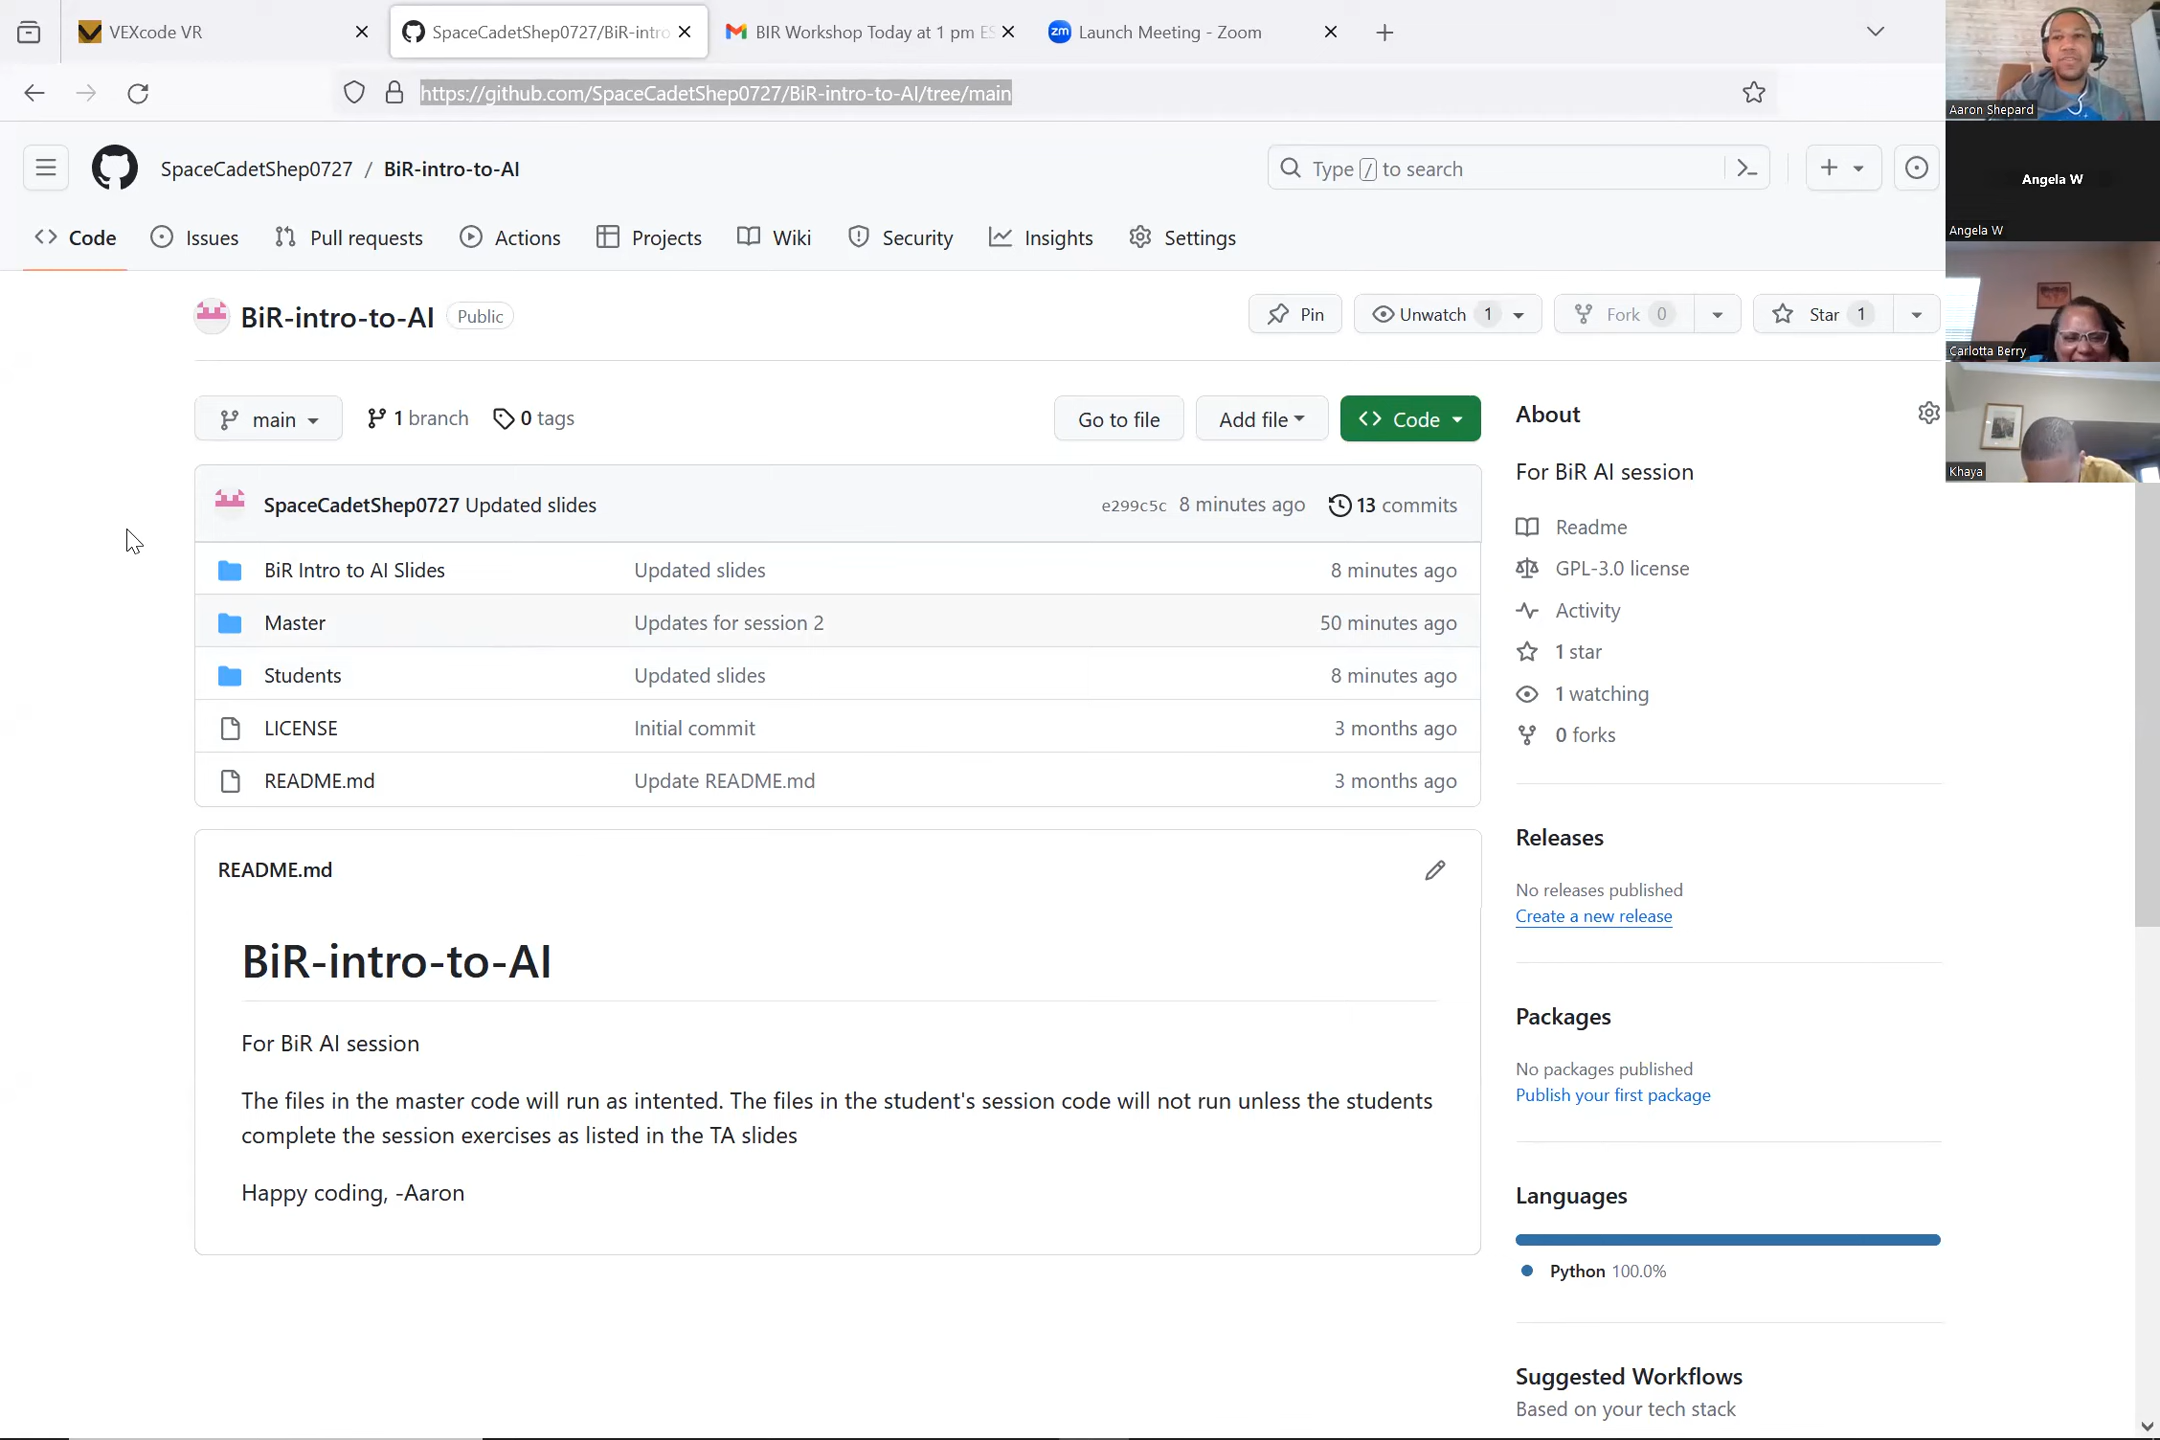 VEXcode VR
SpaceCadetShep0727/BiR-intro
BIR Workshop Today at 1 pm ES
zm Launch Meeting - Zoom
https://github.com/SpaceCadetShep0727/BiR-intro-to-AI/tree/main
Aaron Shepard
SpaceCadetShep0727 / BiR-intro-to-AI
Type / to search
Angela W
Angela W
Code
Issues
Pull requests
Actions
Projects
Wiki
Security
Insights
Settings
BiR-intro-to-AI Public
Pin
Unwatch 1
Fork 0
Star 1
Carlotta Berry
main
1 branch
0 tags
Go to file
Add file
Code
About
Khaya
For BiR AI session
SpaceCadetShep0727 Updated slides e299c5c 8 minutes ago 13 commits
Readme
BiR Intro to AI Slides Updated slides 8 minutes ago
GPL-3.0 license
Master Updates for session 2 50 minutes ago
Activity
1 star
Students Updated slides 8 minutes ago
1 watching
LICENSE Initial commit 3 months ago
0 forks
README.md Update README.md 3 months ago
Releases
README.md
No releases published
Create a new release
BiR-intro-to-AI
For BiR AI session
The files in the master code will run as intented. The files in the student's session code will not run unless the students
complete the session exercises as listed in the TA slides
Happy coding, -Aaron
Packages
No packages published
Publish your first package
Languages
Python 100.0%
Suggested Workflows
Based on your tech stack